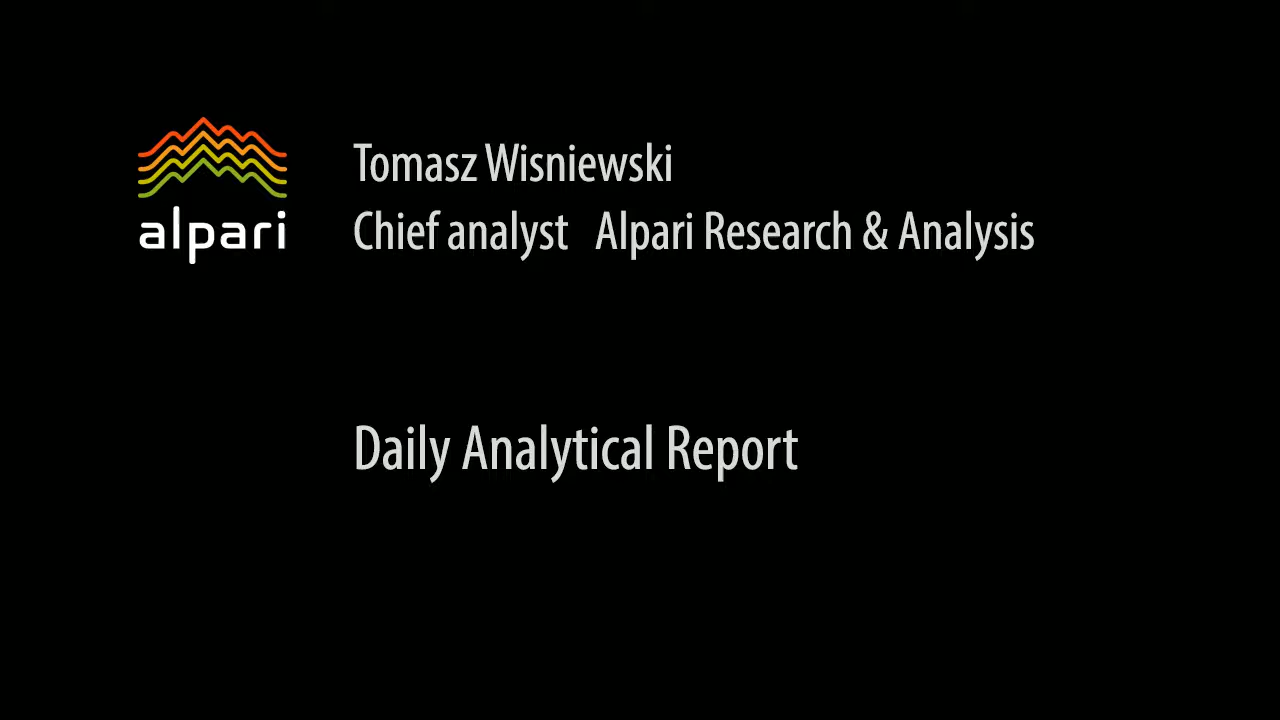 alpari
Tomasz Wisniewski
Chief analyst Alpari Research & Analysis
Daily Analytical Report